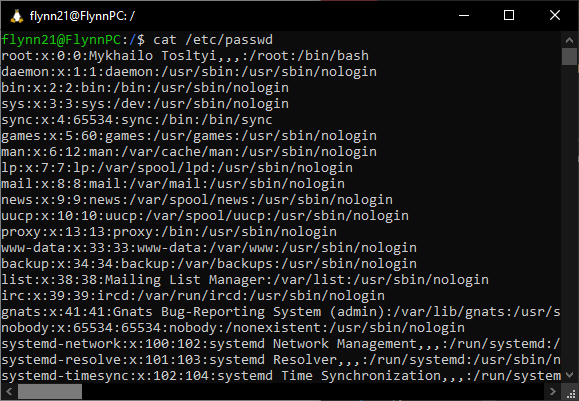 flynn21@FlynnPC: /
flynn21@FlynnPC:/$ cat /etc/passwd
root:x:0:0:Mykhailo Tosltyi,,,:/root:/bin/bash
daemon:x:1:1:daemon:/usr/sbin:/usr/sbin/nologin
bin:x:2:2:bin:/bin:/usr/sbin/nologin
sys:x:3:3:sys:/dev:/usr/sbin/nologin
sync:x:4:65534:sync:/bin:/bin/sync
games:x:5:60:games:/usr/games:/usr/sbin/nologin
man:x:6:12:man:/var/cache/man:/usr/sbin/nologin
lp:x:7:7:lp:/var/spool/lpd:/usr/sbin/nologin
mail:x:8:8:mail:/var/mail:/usr/sbin/nologin
news:x:9:9:news:/var/spool/news:/usr/sbin/nologin
uucp:x:10:10:uucp:/var/spool/uucp:/usr/sbin/nologin
proxy:x:13:13:proxy:/bin:/usr/sbin/nologin
www-data:x:33:33:www-data:/var/www:/usr/sbin/nologin
backup:x:34:34:backup:/var/backups:/usr/sbin/nologin
list:x:38:38:Mailing List Manager:/var/list:/usr/sbin/nologin
irc:x:39:39:ircd:/var/run/ircd:/usr/sbin/nologin
gnats:x:41:41:Gnats Bug-Reporting System (admin):/var/lib/gnats:/usr/s
nobody:x:65534:65534:nobody:/nonexistent:/usr/sbin/nologin
systemd-network:x:100:102:systemd Network Management,,,:/run/systemd:/
systemd-resolve:x:101:103:systemd Resolver,,,:/run/systemd:/usr/sbin/n
systemd-timesync:x:102:104:systemd Time Synchronization,,,:/run/system